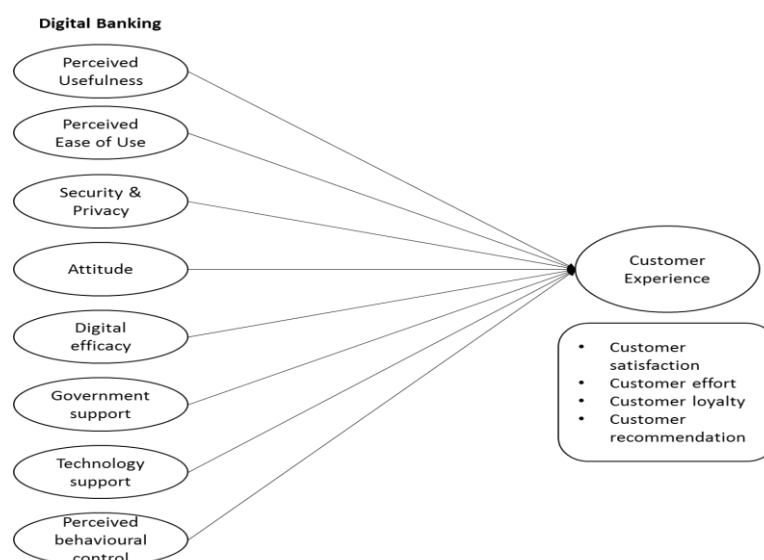 Digital Banking
Perceived
Usefulness
Perceived
Ease of Use
Security &
Privacy
Attitude
Digital
efficacy
Government
support
Technology
support
Perceived
behavioural
control
Customer
Experience
• Customer
satisfaction
• Customer effort
• Customer loyalty
• Customer
recommendation